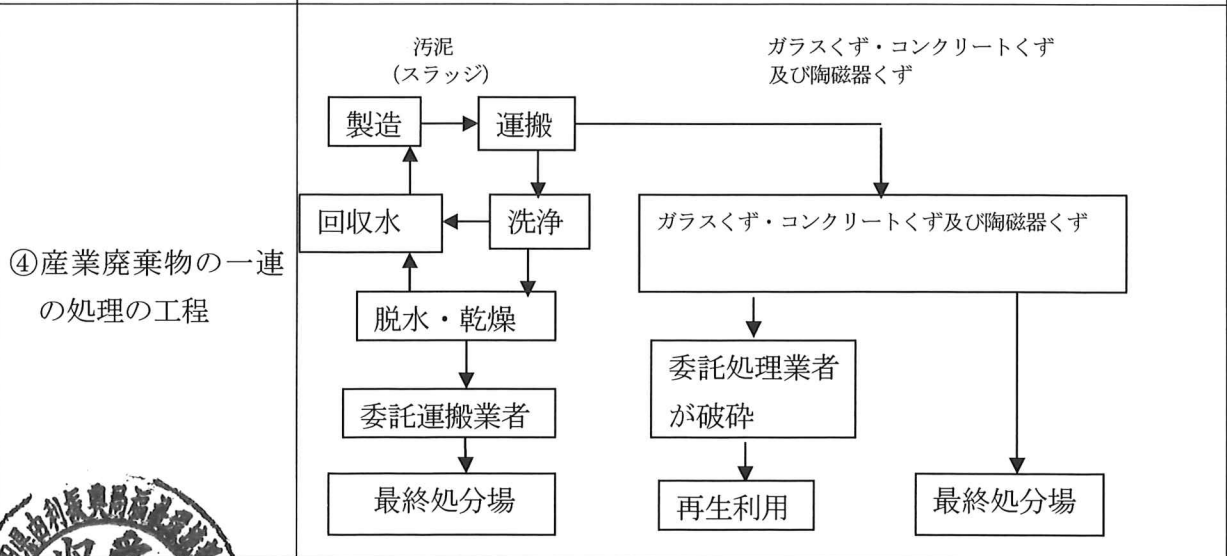 ④産業廃棄物の一連
の処理の工程
汚泥
（スラッジ）
ガラスくず・コンクリートくず
及び陶磁器くず
製造
運搬
回収水
洗浄
ガラスくず・コンクリートくず及び陶磁器くず
脱水・乾燥
委託処理業者
が破砕
委託運搬業者
最終処分場
再生利用
最終処分場